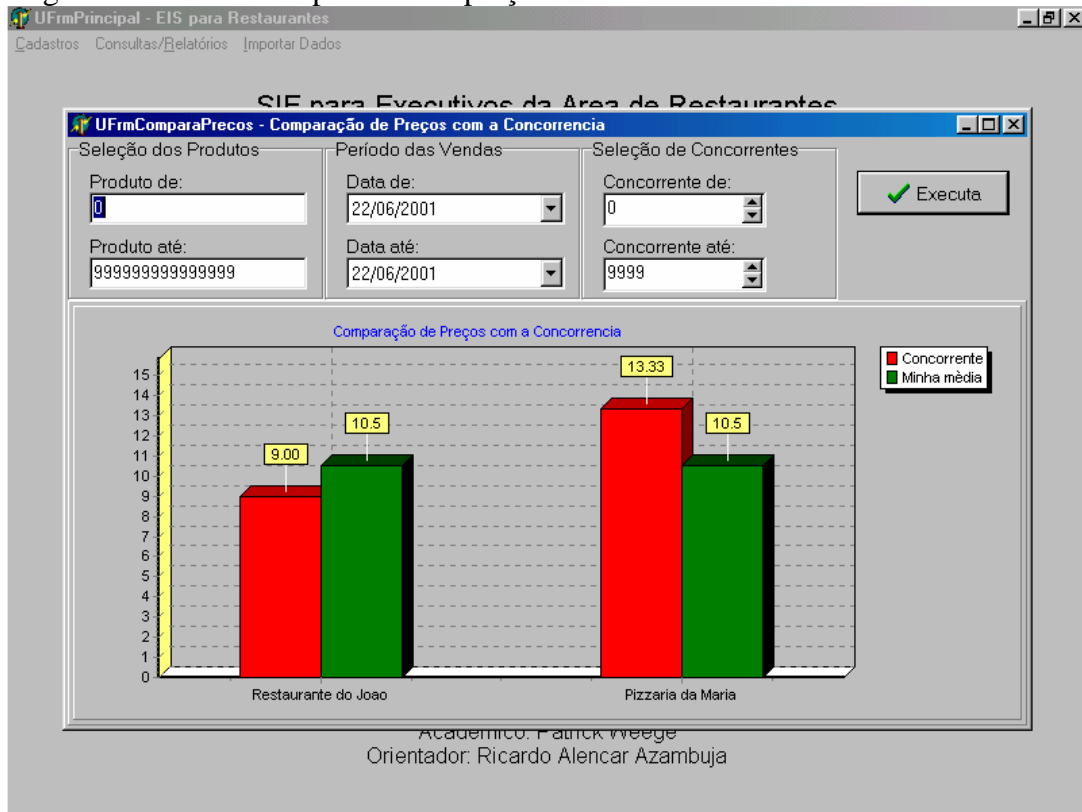 UFrmPrincipal - EIS para Restaurantes
Cadastros Consultas/Relatórios Importar Dados
SIE para Executivos da Area de Restaurantes
UFrmComparaPrecos - Comparação de Preços com a Concorrencia
Seleção dos Produtos Período das Vendas Seleção de Concorrentes
Produto de: Data de: Concorrente de:
0 22/06/2001 0 Executa
Produto até: Data até: Concorrente até:
999999999999999 22/06/2001 9999
Comparação de Preços com a Concorrencia
Concorrente
Minha mèdia
15
14
13
12
11
10
9
8
7
6
5
4
3
2
1
0
9.00
10.5
13.33
10.5
Restaurante do Joao Pizzaria da Maria
Acadêmico: Patrick Weege
Orientador: Ricardo Alencar Azambuja